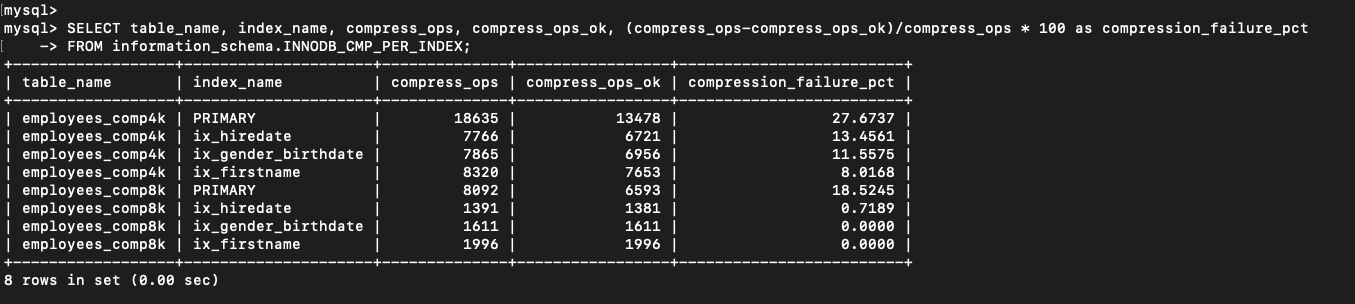 [mysql>
mysql> SELECT table_name, index_name, compress_ops, compress_ops_ok, (compress_ops-compress_ops_ok)/compress_ops * 100 as compression_failure_pct
[    -> FROM information_schema.INNODB_CMP_PER_INDEX;
+------------------+---------------------+--------------+-----------------+-------------------------+
| table_name       | index_name          | compress_ops | compress_ops_ok | compression_failure_pct |
+------------------+---------------------+--------------+-----------------+-------------------------+
| employees_comp4k | PRIMARY             |        18635 |           13478 |                 27.6737 |
| employees_comp4k | ix_hiredate         |         7766 |            6721 |                 13.4561 |
| employees_comp4k | ix_gender_birthdate |         7865 |            6956 |                 11.5575 |
| employees_comp4k | ix_firstname        |         8320 |            7653 |                  8.0168 |
| employees_comp8k | PRIMARY             |         8092 |            6593 |                 18.5245 |
| employees_comp8k | ix_hiredate         |         1391 |            1381 |                  0.7189 |
| employees_comp8k | ix_gender_birthdate |         1611 |            1611 |                  0.0000 |
| employees_comp8k | ix_firstname        |         1996 |            1996 |                  0.0000 |
+------------------+---------------------+--------------+-----------------+-------------------------+
8 rows in set (0.00 sec)